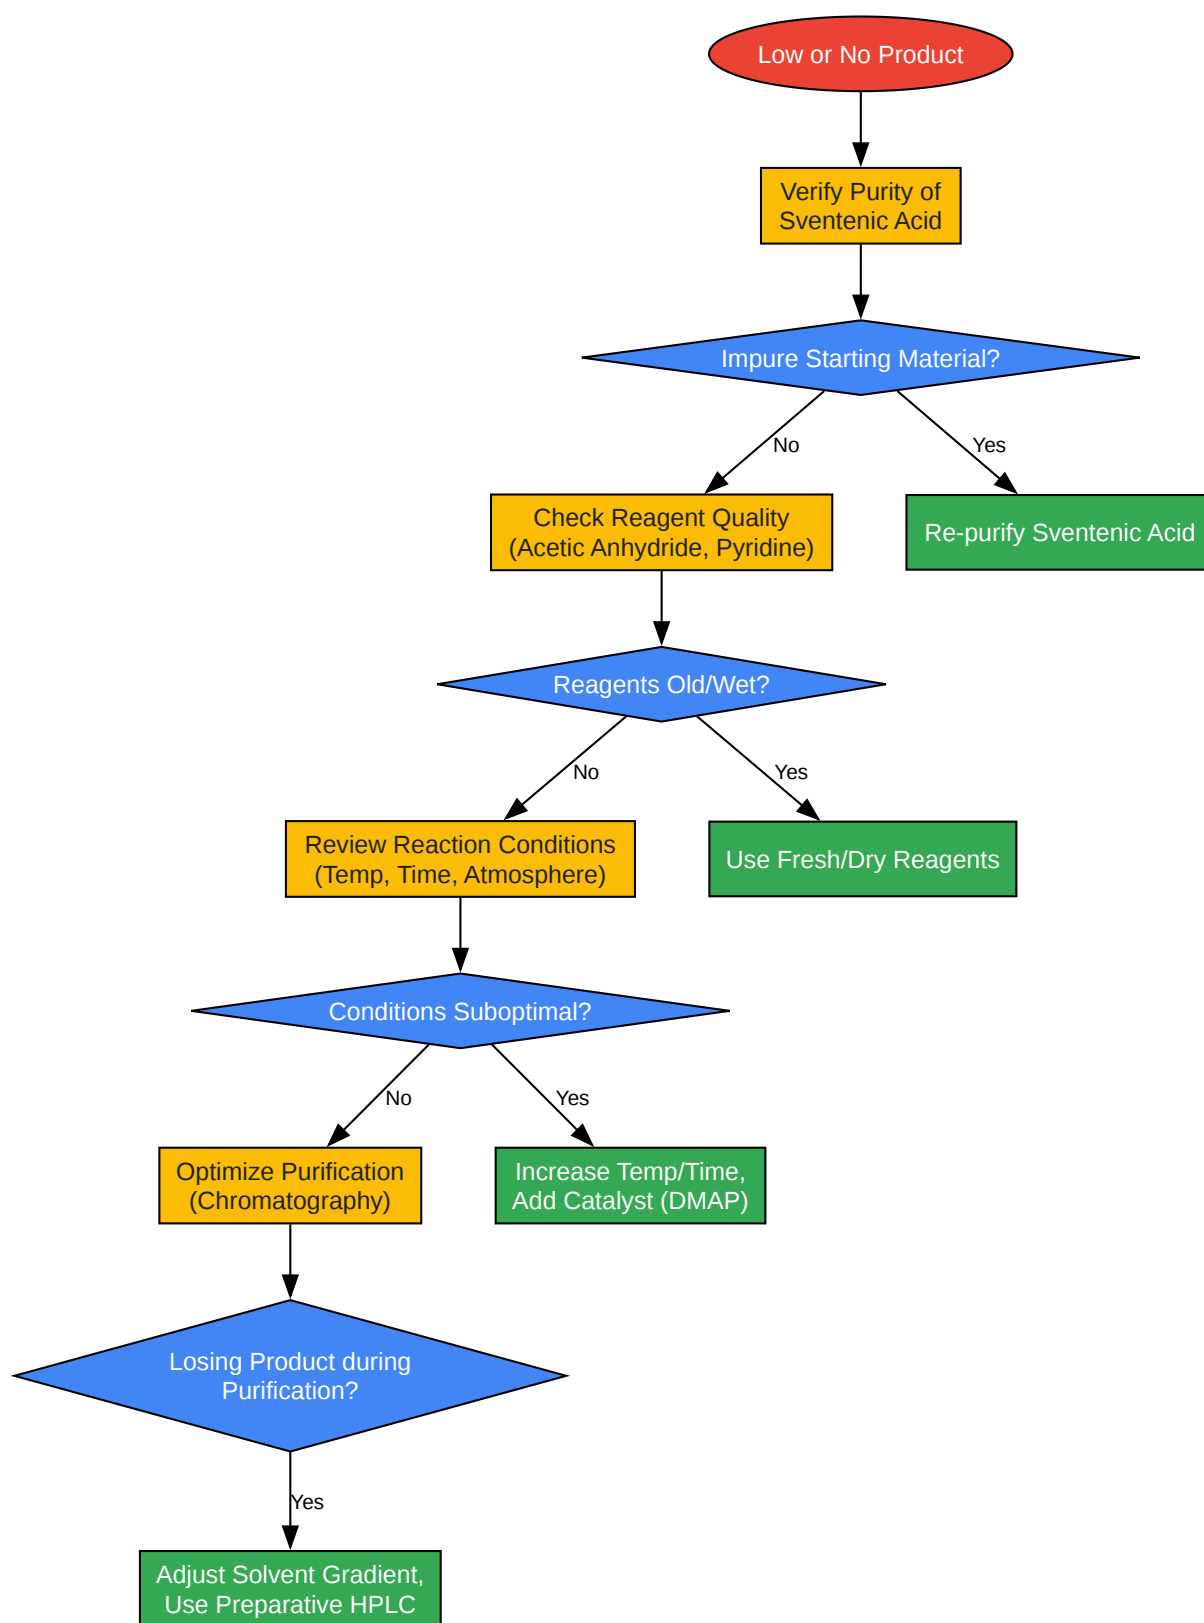 Low or No Product
Verify Purity of
Sventenic Acid
Impure Starting Material?
No
Yes
Check Reagent Quality
(Acetic Anhydride, Pyridine)
Re-purify Sventenic Acid
Reagents Old/Wet?
No
Yes
Review Reaction Conditions
(Temp, Time, Atmosphere)
Use Fresh/Dry Reagents
Conditions Suboptimal?
No
Yes
Optimize Purification
(Chromatography)
Increase Temp/Time,
Add Catalyst (DMAP)
Losing Product during
Purification?
Yes
Adjust Solvent Gradient,
Use Preparative HPLC